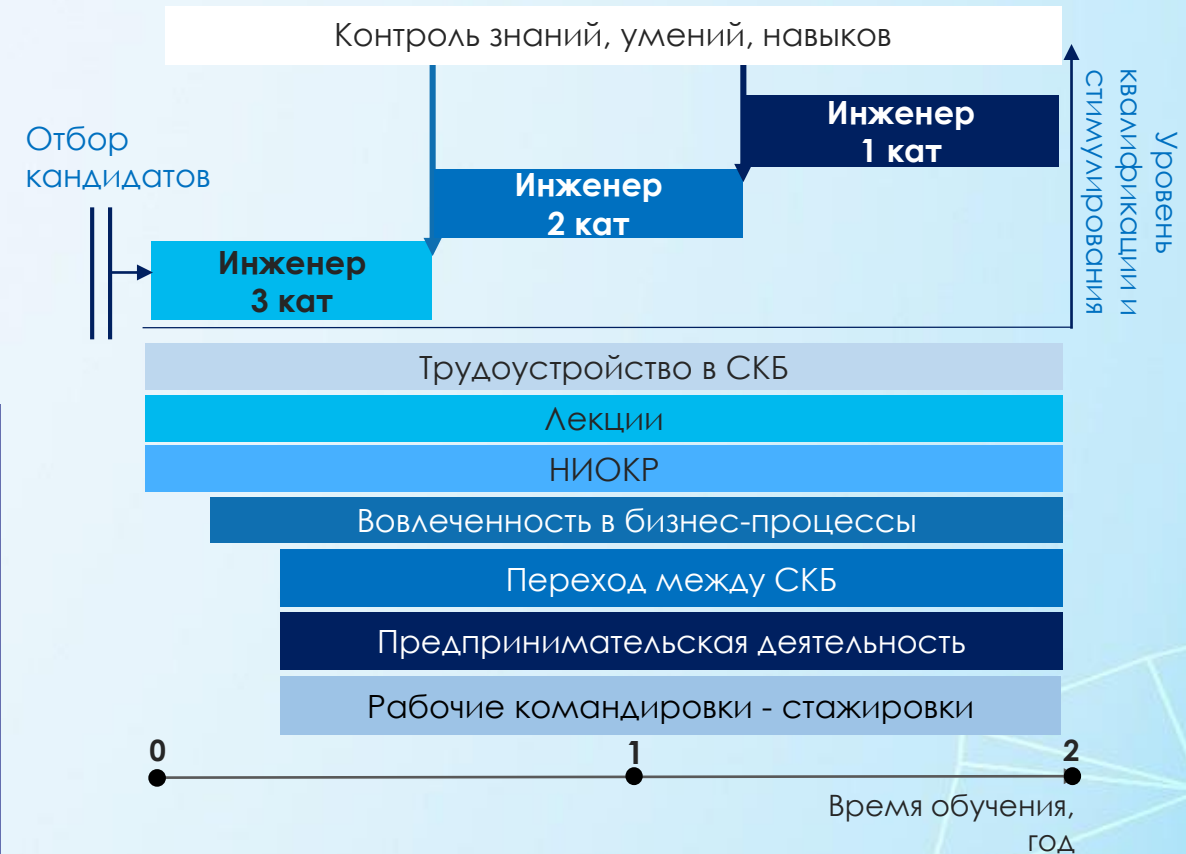 Контроль знаний, умений, навыков
Отбор
кандидатов
Инженер
1 кат
Инженер
2 кат
Инженер
3 кат
Уровень
квалификации и
стимулирования
Трудоустройство в СКБ
Лекции
НИОКР
Вовлеченность в бизнес-процессы
Переход между СКБ
Предпринимательская деятельность
Рабочие командировки - стажировки
0
1
2
Время обучения,
год